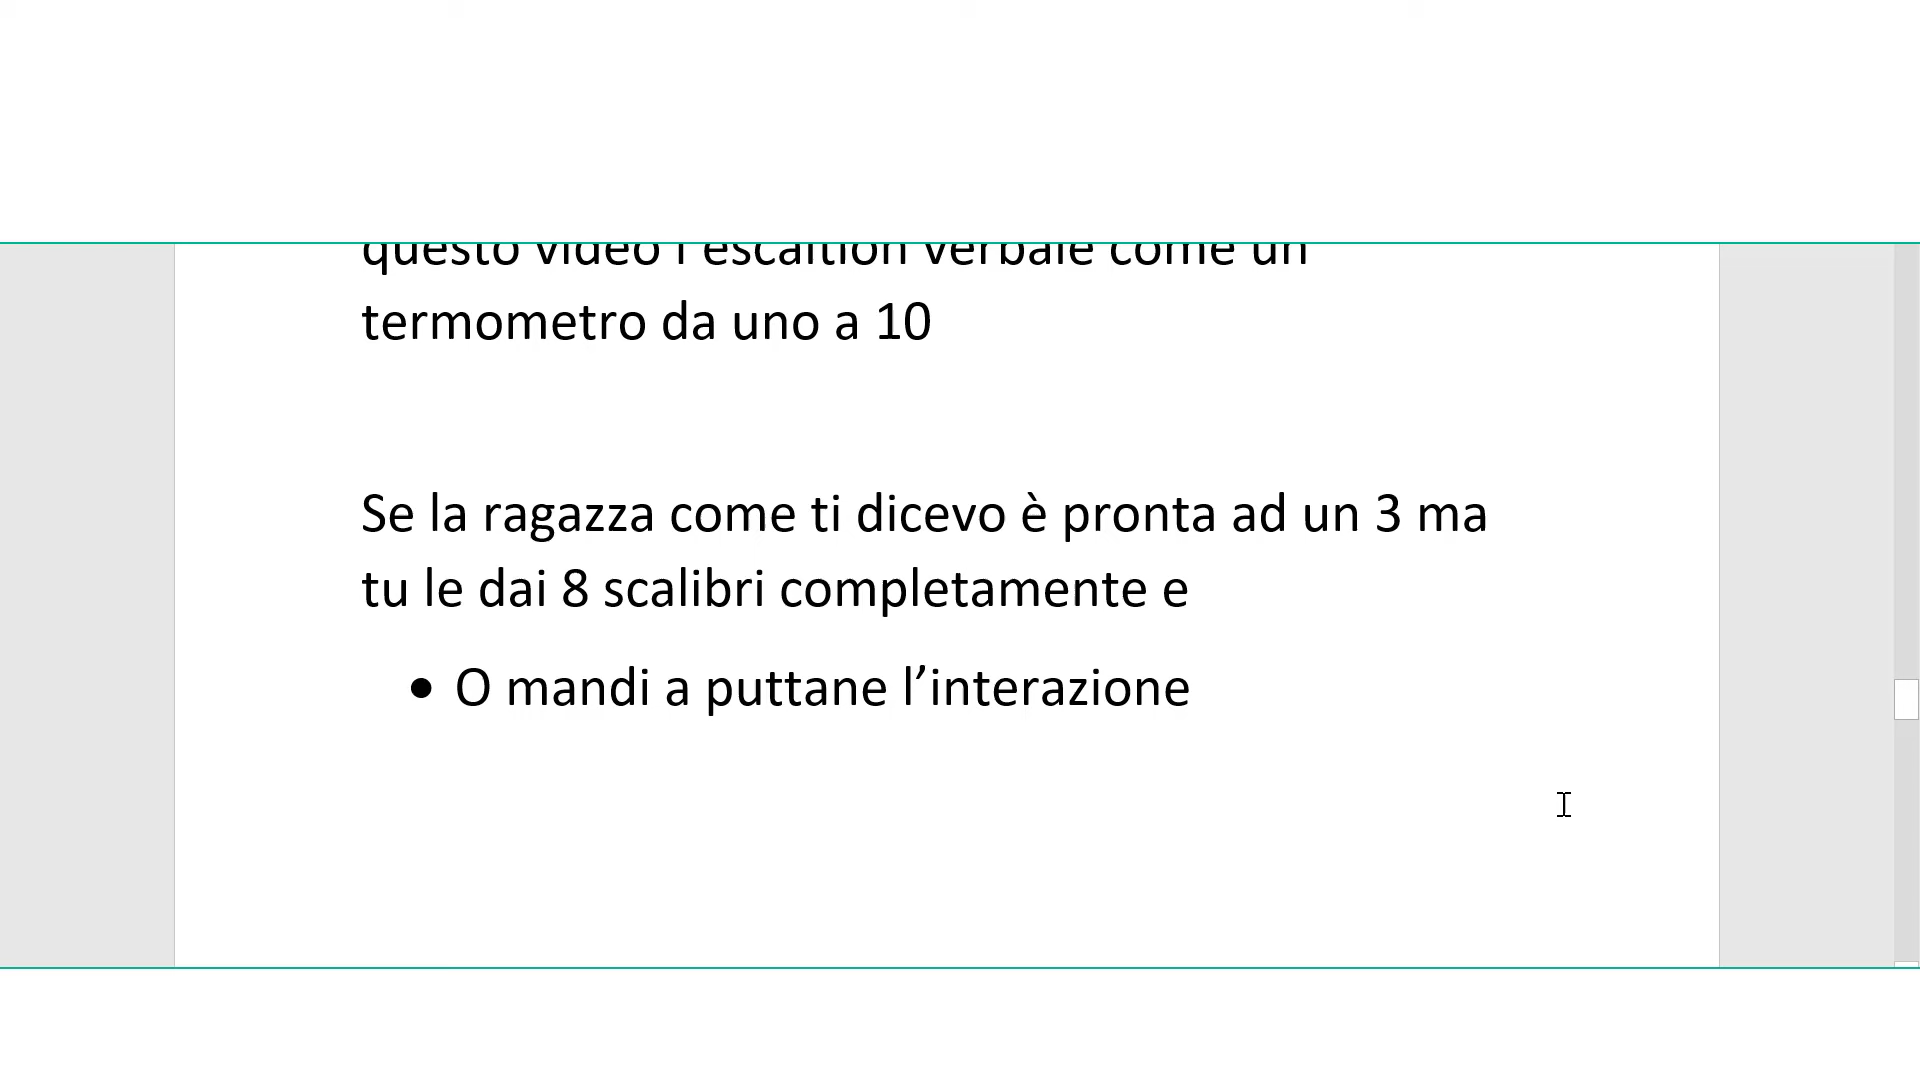 questo video l'escaltion verbale come un
termometro da uno a 10
Se la ragazza come ti dicevo è pronta ad un 3 ma
tu le dai 8 scalibri completamente e
• O mandi a puttane l’interazione